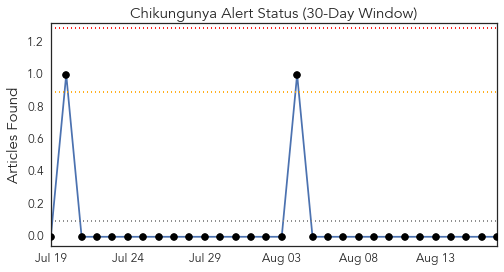 Chikungunya Alert Status (30-Day Window)
Articles Found
1.2
1.0
0.8
0.6
0.4
0.2
0.0
Jul 19 Jul 24 Jul 29 Aug 03 Aug 08 Aug 13